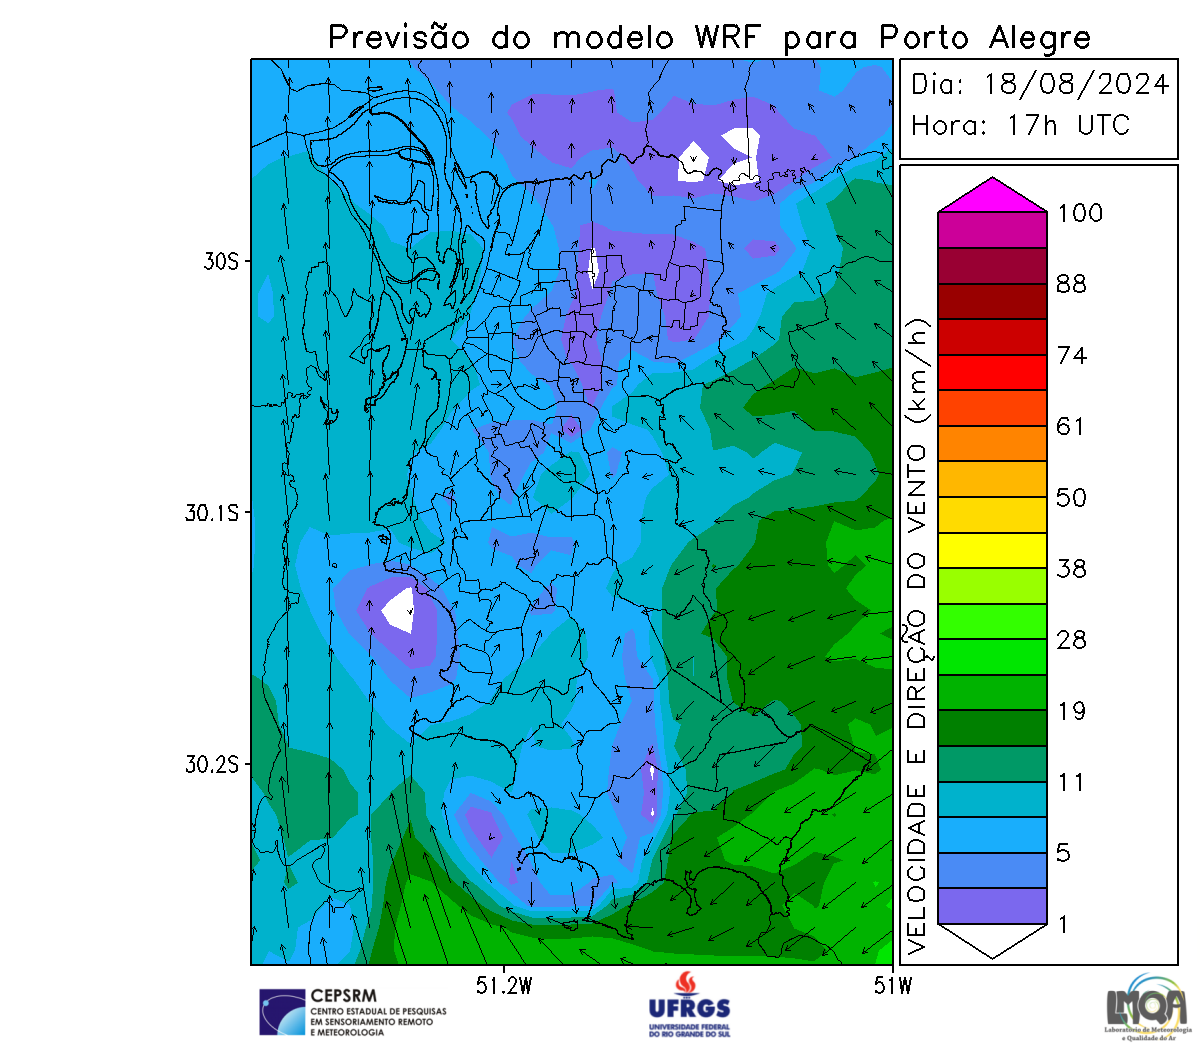 Previsão do modelo WRF para Porto Alegre
Dia: 18/08/2024
Hora: 17h UTC
30S
30.1S
30.2S
51.2W
51W
VELOCIDADE E DIREÇÃO DO VENTO (km/h)
100
88
74
61
50
38
28
19
11
5
1
CEPSRM
CENTRO ESTADUAL DE PESQUISAS
EM SENSORIAMENTO REMOTO
E METEOROLOGIA
UFRGS
UNIVERSIDADE FEDERAL
DO RIO GRANDE DO SUL
LMQA
Laboratório de Meteorologia
e Qualidade do Ar